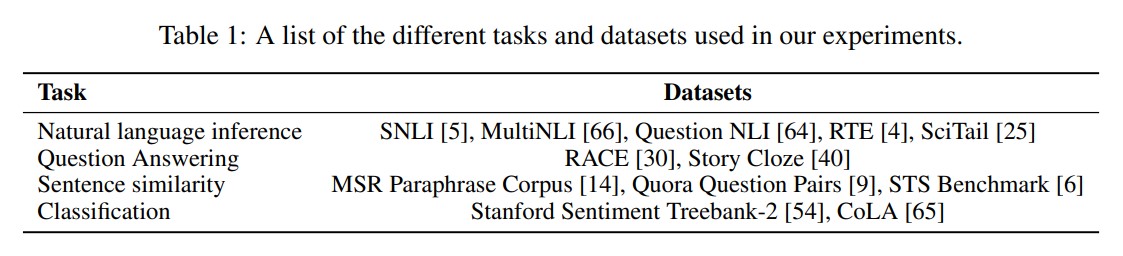 Table 1: A list of the different tasks and datasets used in our experiments.
Task Datasets
Natural language inference SNLI [5], MultiNLI [66], Question NLI [64], RTE [4], SciTail [25]
Question Answering RACE [30], Story Cloze [40]
Sentence similarity MSR Paraphrase Corpus [14], Quora Question Pairs [9], STS Benchmark [6]
Classification Stanford Sentiment Treebank-2 [54], CoLA [65]